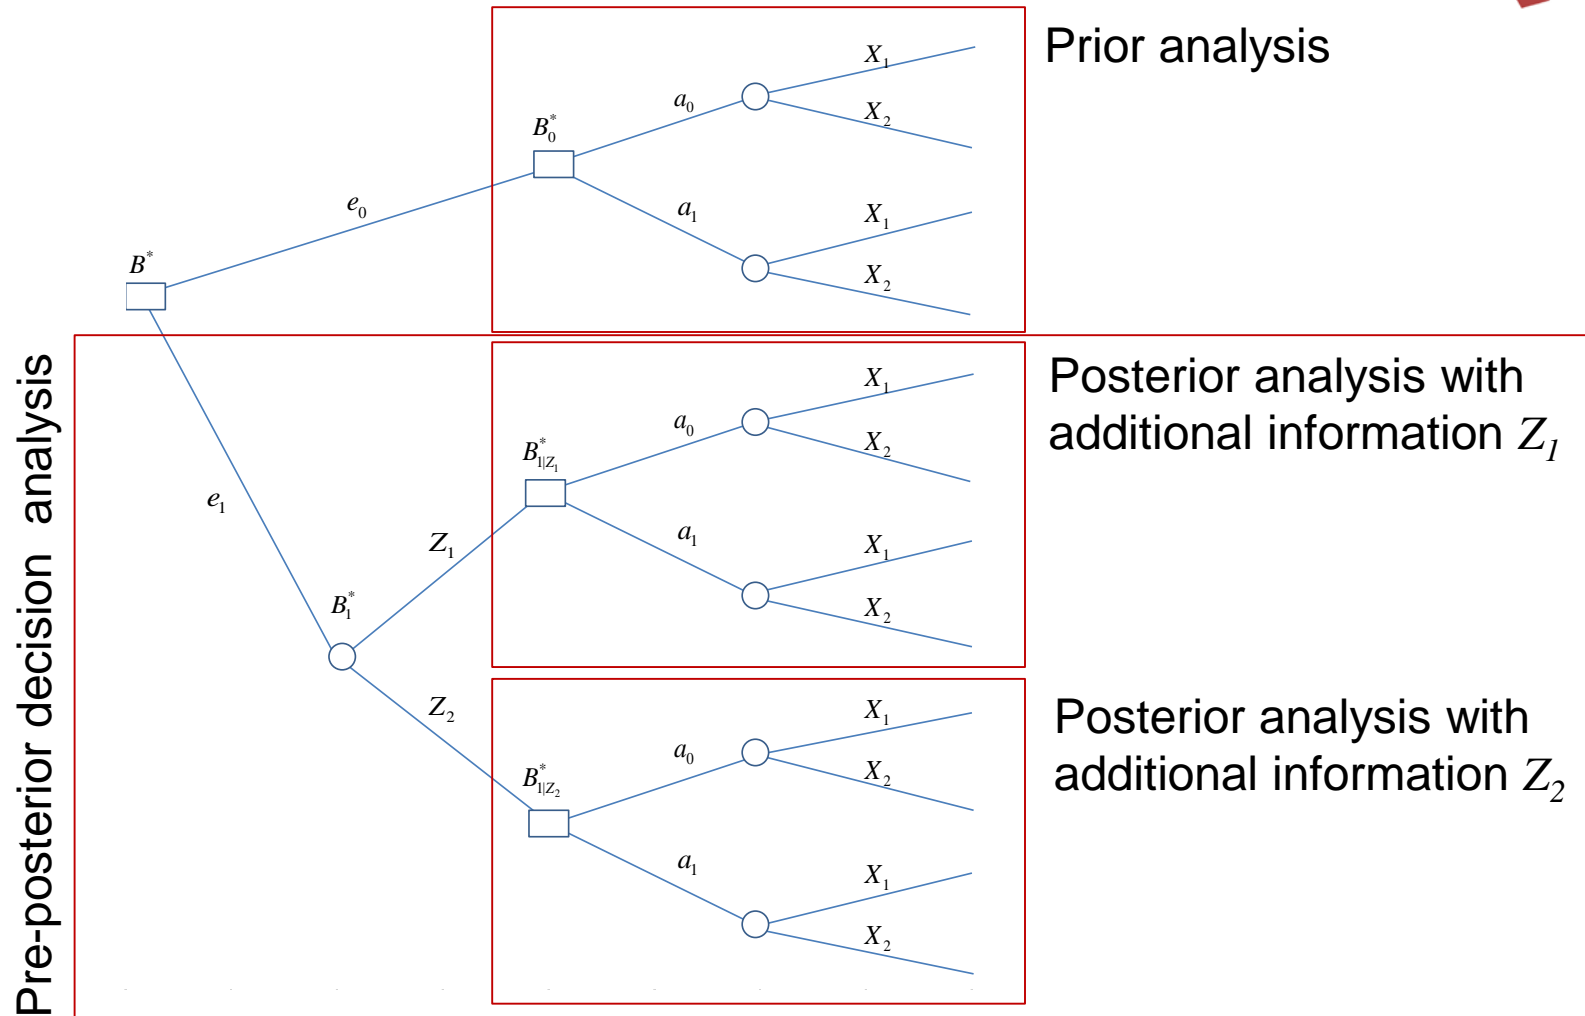 Prior analysis
X₁
a₀
X₂
B₀*
e₀
a₁
X₁
B*
X₂
Pre-posterior decision analysis
Posterior analysis with
additional information Z₁
X₁
a₀
X₂
B*₁|Z₁
e₁
a₁
X₁
Z₁
B₁*
X₂
Posterior analysis with
additional information Z₂
Z₂
X₁
a₀
X₂
B*₁|Z₂
a₁
X₁
X₂